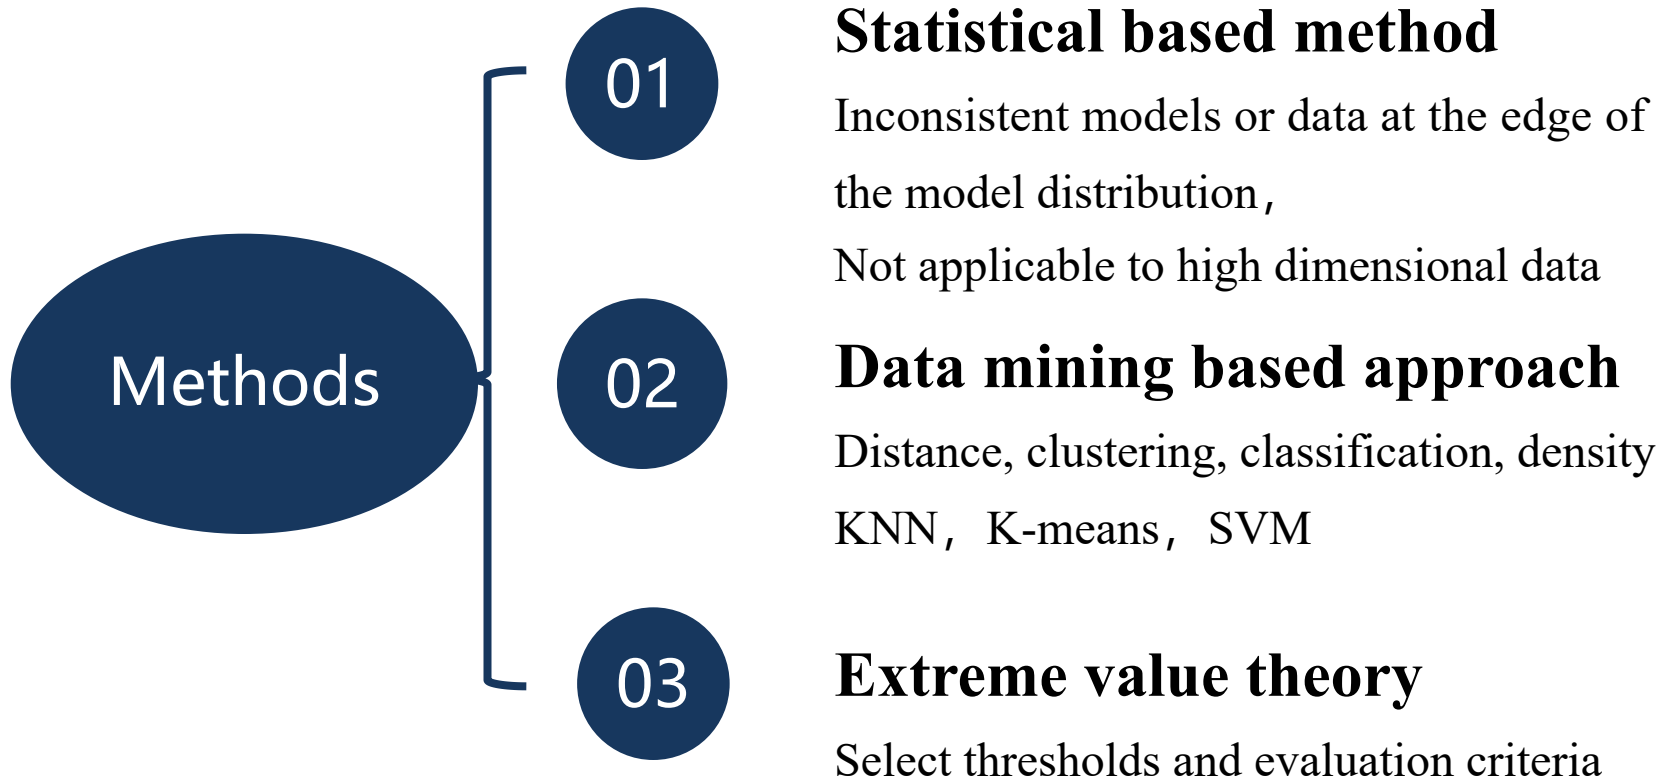 Methods
01
Statistical based method
Inconsistent models or data at the edge of
the model distribution，
Not applicable to high dimensional data
02
Data mining based approach
Distance, clustering, classification, density
KNN，K-means，SVM
03
Extreme value theory
Select thresholds and evaluation criteria